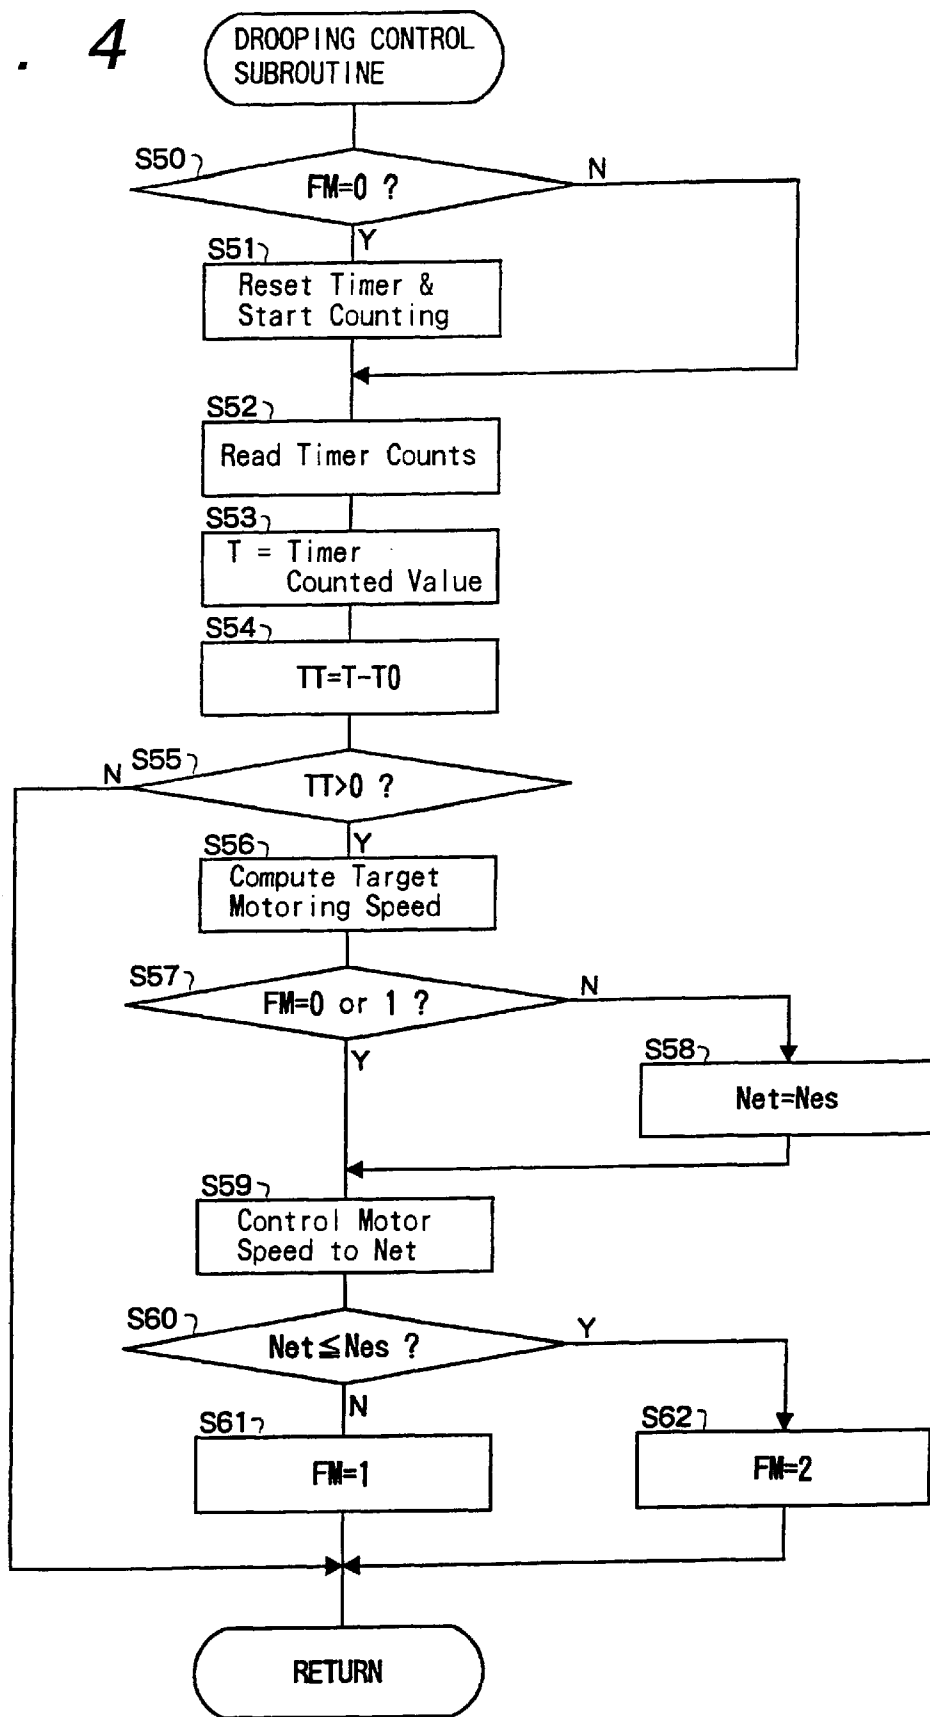 . 4
DROOPING CONTROL
SUBROUTINE
S50
FM=0 ?
N
Y
S51
Reset Timer &
Start Counting
S52
Read Timer Counts
S53
T = Timer
Counted Value
S54
TT=T-T0
S55
N
TT>0 ?
Y
S56
Compute Target
Motoring Speed
S57
FM=0 or 1 ?
N
Y
S58
Net=Nes
S59
Control Motor
Speed to Net
S60
Net≦Nes ?
Y
N
S61
FM=1
S62
FM=2
RETURN